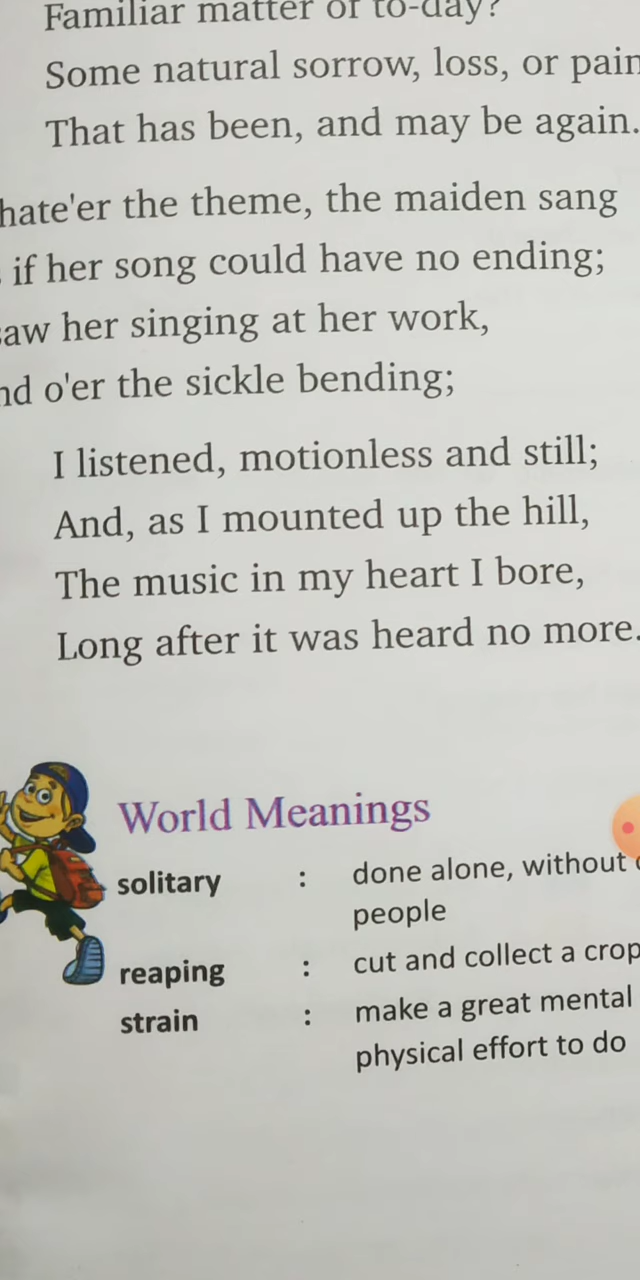 Familiar matter of to-day?
Some natural sorrow, loss, or pain
That has been, and may be again.
hate'er the theme, the maiden sang
if her song could have no ending;
saw her singing at her work,
nd o'er the sickle bending;
I listened, motionless and still;
And, as I mounted up the hill,
The music in my heart I bore,
Long after it was heard no more.
World Meanings
solitary : done alone, without
people
reaping : cut and collect a crop
strain : make a great mental
physical effort to do